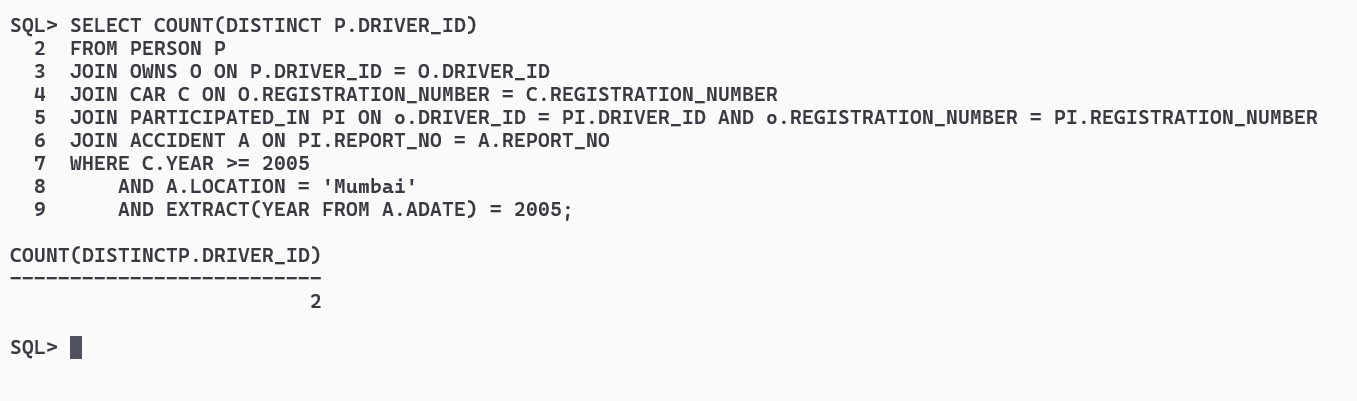 SQL> SELECT COUNT(DISTINCT P.DRIVER_ID)
  2  FROM PERSON P
  3  JOIN OWNS O ON P.DRIVER_ID = O.DRIVER_ID
  4  JOIN CAR C ON O.REGISTRATION_NUMBER = C.REGISTRATION_NUMBER
  5  JOIN PARTICIPATED_IN PI ON o.DRIVER_ID = PI.DRIVER_ID AND o.REGISTRATION_NUMBER = PI.REGISTRATION_NUMBER
  6  JOIN ACCIDENT A ON PI.REPORT_NO = A.REPORT_NO
  7  WHERE C.YEAR >= 2005
  8      AND A.LOCATION = 'Mumbai'
  9      AND EXTRACT(YEAR FROM A.ADATE) = 2005;
COUNT(DISTINCTP.DRIVER_ID)
--------------------------
                         2
SQL>